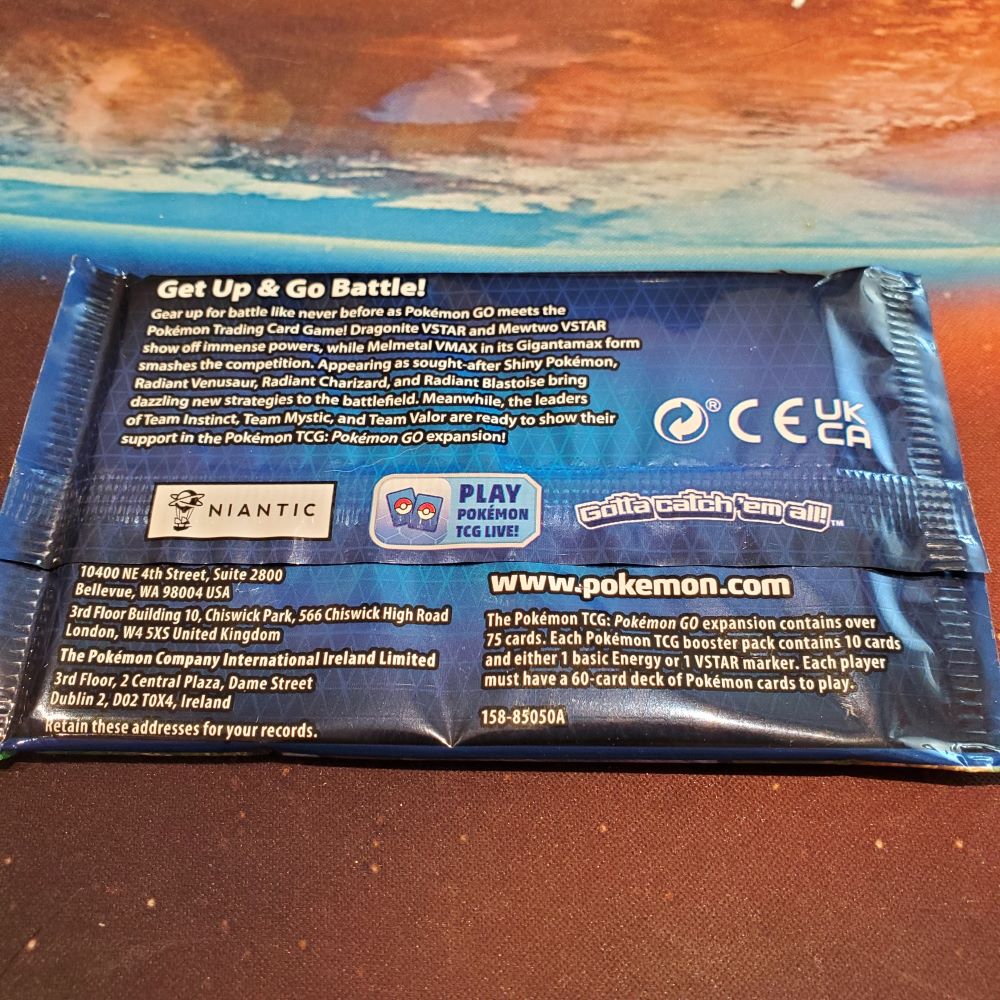 Get Up & Go Battle!
Gear up for battle like never before as Pokémon GO meets the
Pokémon Trading Card Game! Dragonite VSTAR and Mewtwo VSTAR
show off immense powers, while Melmetal VMAX in its Gigantamax form
smashes the competition. Appearing as sought-after Shiny Pokémon,
Radiant Venusaur, Radiant Charizard, and Radiant Blastoise bring
dazzling new strategies to the battlefield. Meanwhile, the leaders
of Team Instinct, Team Mystic, and Team Valor are ready to show their
support in the Pokémon TCG: Pokémon GO expansion!
® CE UK
CA
NIANTIC
PLAY
POKÉMON
TCG LIVE!
Gotta catch 'em all!™
10400 NE 4th Street, Suite 2800
Bellevue, WA 98004 USA
3rd Floor Building 10, Chiswick Park, 566 Chiswick High Road
London, W4 5XS United Kingdom
The Pokémon Company International Ireland Limited
3rd Floor, 2 Central Plaza, Dame Street
Dublin 2, D02 T0X4, Ireland
Retain these addresses for your records.
www.pokemon.com
The Pokémon TCG: Pokémon GO expansion contains over
75 cards. Each Pokémon TCG booster pack contains 10 cards
and either 1 basic Energy or 1 VSTAR marker. Each player
must have a 60-card deck of Pokémon cards to play.
158-85050A